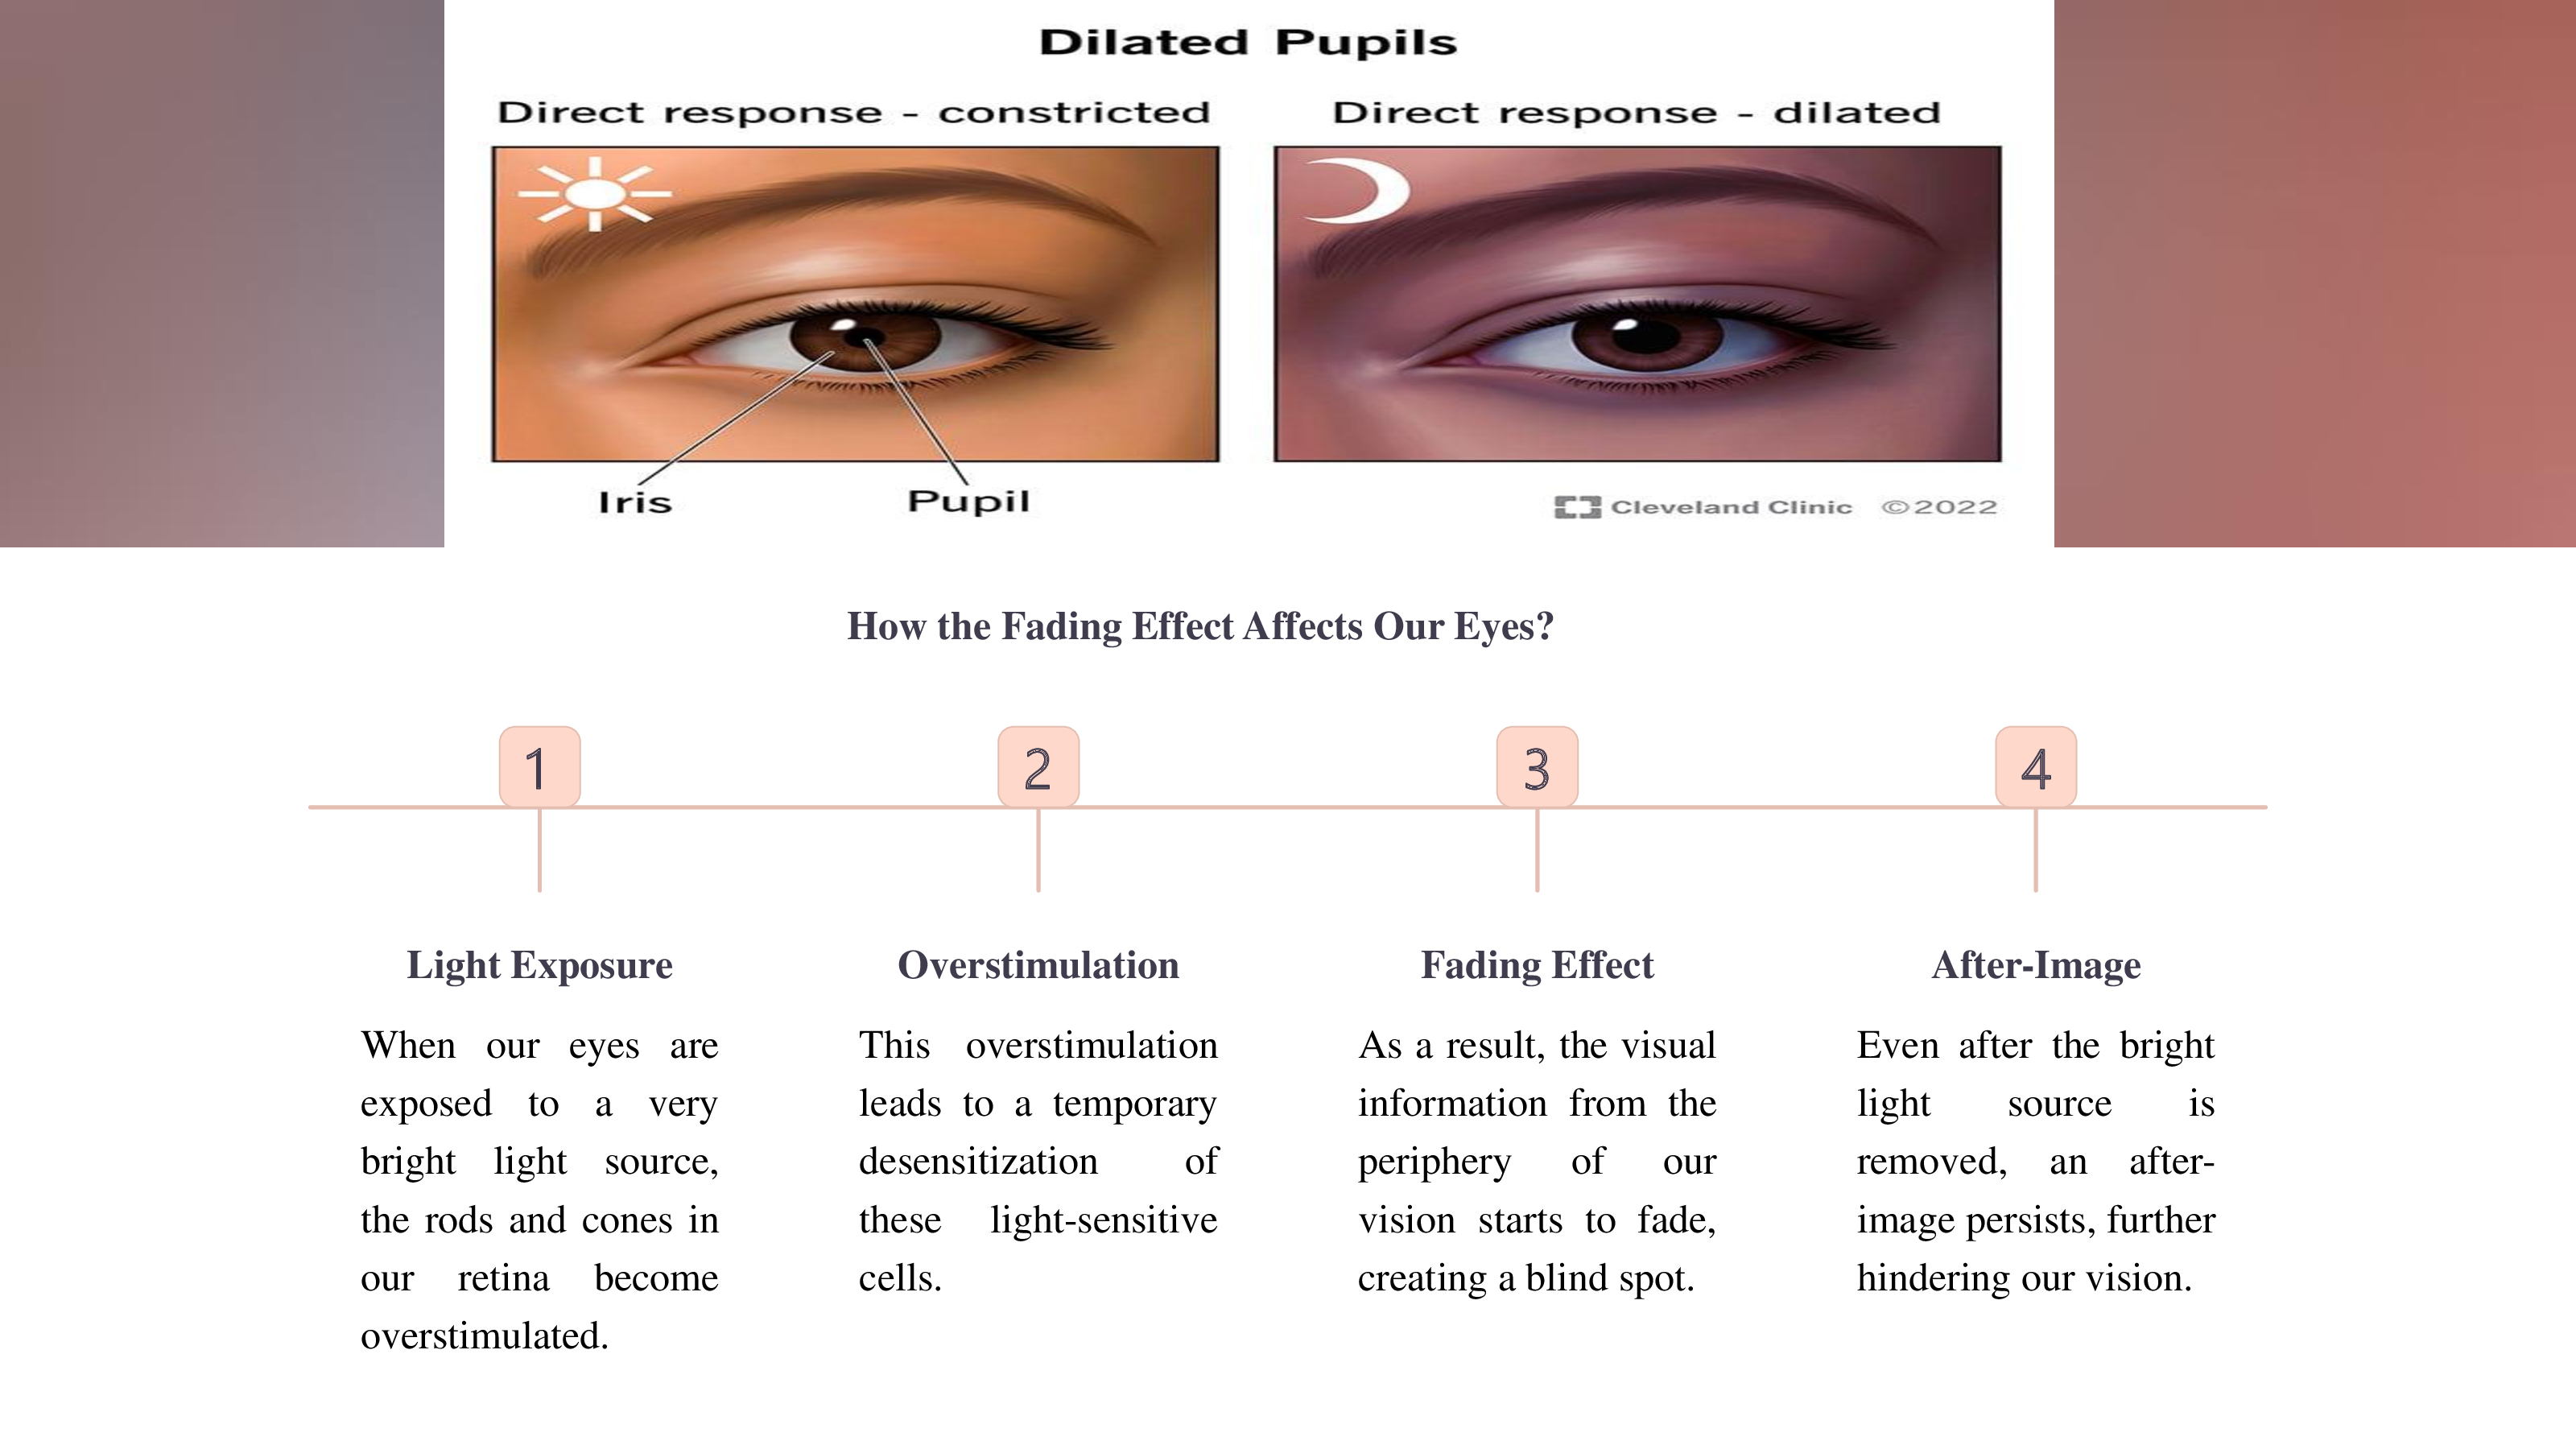 Dilated Pupils
Direct response - constricted
Direct response - dilated
Iris
Pupil
Cleveland Clinic ©2022
How the Fading Effect Affects Our Eyes?
1
2
3
4
Light Exposure
When our eyes are
exposed to a very
bright light source,
the rods and cones in
our retina become
overstimulated.
Overstimulation
This overstimulation
leads to a temporary
desensitization of
these light-sensitive
cells.
Fading Effect
As a result, the visual
information from the
periphery of our
vision starts to fade,
creating a blind spot.
After-Image
Even after the bright
light source is
removed, an after-
image persists, further
hindering our vision.